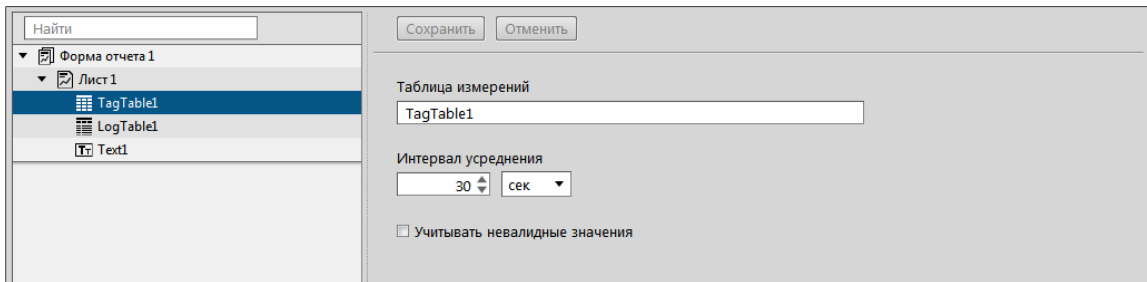 Найти
Форма отчета 1
Лист 1
TagTable1
LogTable1
Text1
Сохранить Отменить
Таблица измерений
TagTable1
Интервал усреднения
30 сек
Учитывать невалидные значения